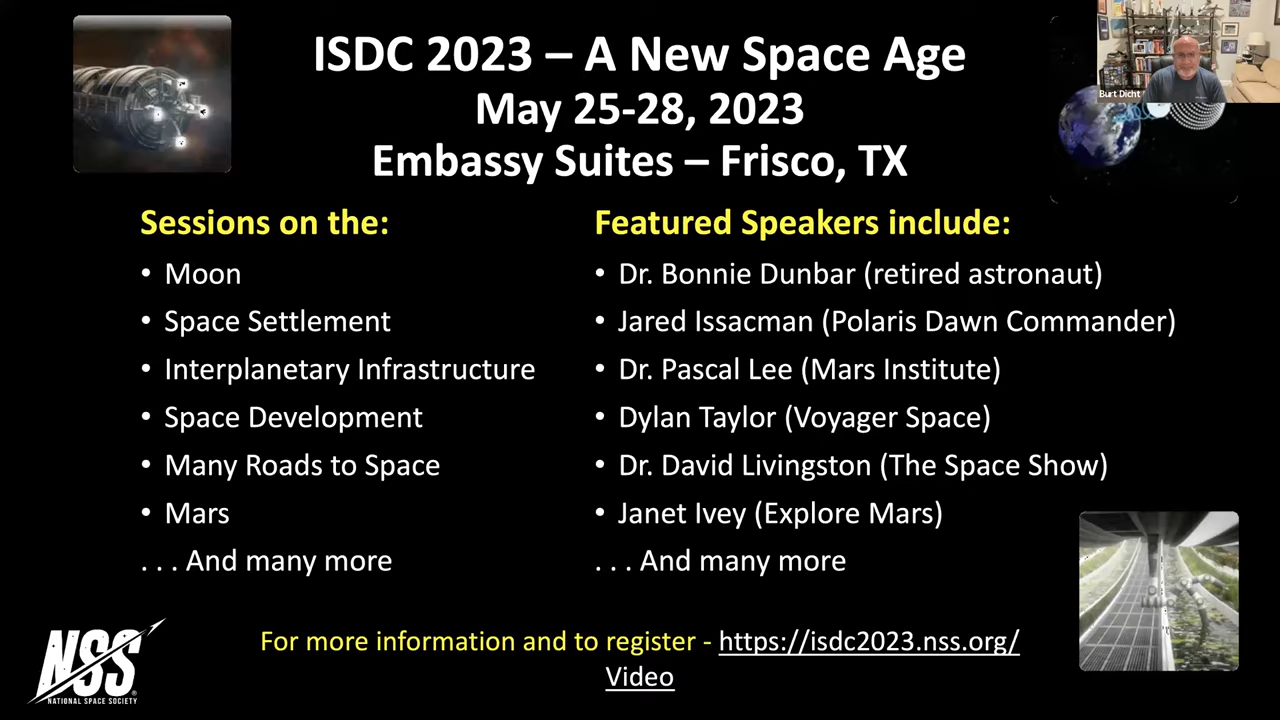 ISDC 2023 – A New Space Age
May 25-28, 2023
Embassy Suites – Frisco, TX
Burt Dicht
Sessions on the:
• Moon
• Space Settlement
• Interplanetary Infrastructure
• Space Development
• Many Roads to Space
• Mars
. . . And many more
Featured Speakers include:
• Dr. Bonnie Dunbar (retired astronaut)
• Jared Issacman (Polaris Dawn Commander)
• Dr. Pascal Lee (Mars Institute)
• Dylan Taylor (Voyager Space)
• Dr. David Livingston (The Space Show)
• Janet Ivey (Explore Mars)
. . . And many more
NSS
NATIONAL SPACE SOCIETY
For more information and to register - https://isdc2023.nss.org/
Video